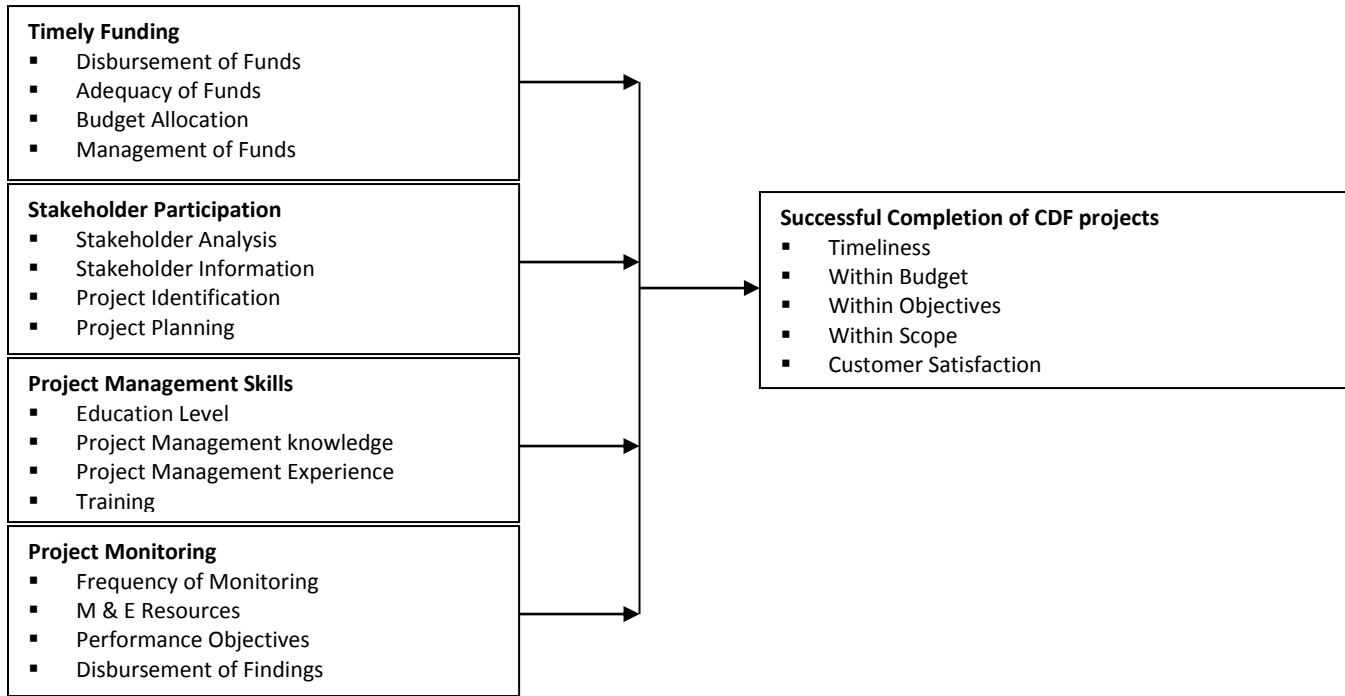 Timely Funding
▪ Disbursement of Funds
▪ Adequacy of Funds
▪ Budget Allocation
▪ Management of Funds
Stakeholder Participation
▪ Stakeholder Analysis
▪ Stakeholder Information
▪ Project Identification
▪ Project Planning
Project Management Skills
▪ Education Level
▪ Project Management knowledge
▪ Project Management Experience
▪ Training
Project Monitoring
▪ Frequency of Monitoring
▪ M & E Resources
▪ Performance Objectives
▪ Disbursement of Findings
Successful Completion of CDF projects
▪ Timeliness
▪ Within Budget
▪ Within Objectives
▪ Within Scope
▪ Customer Satisfaction